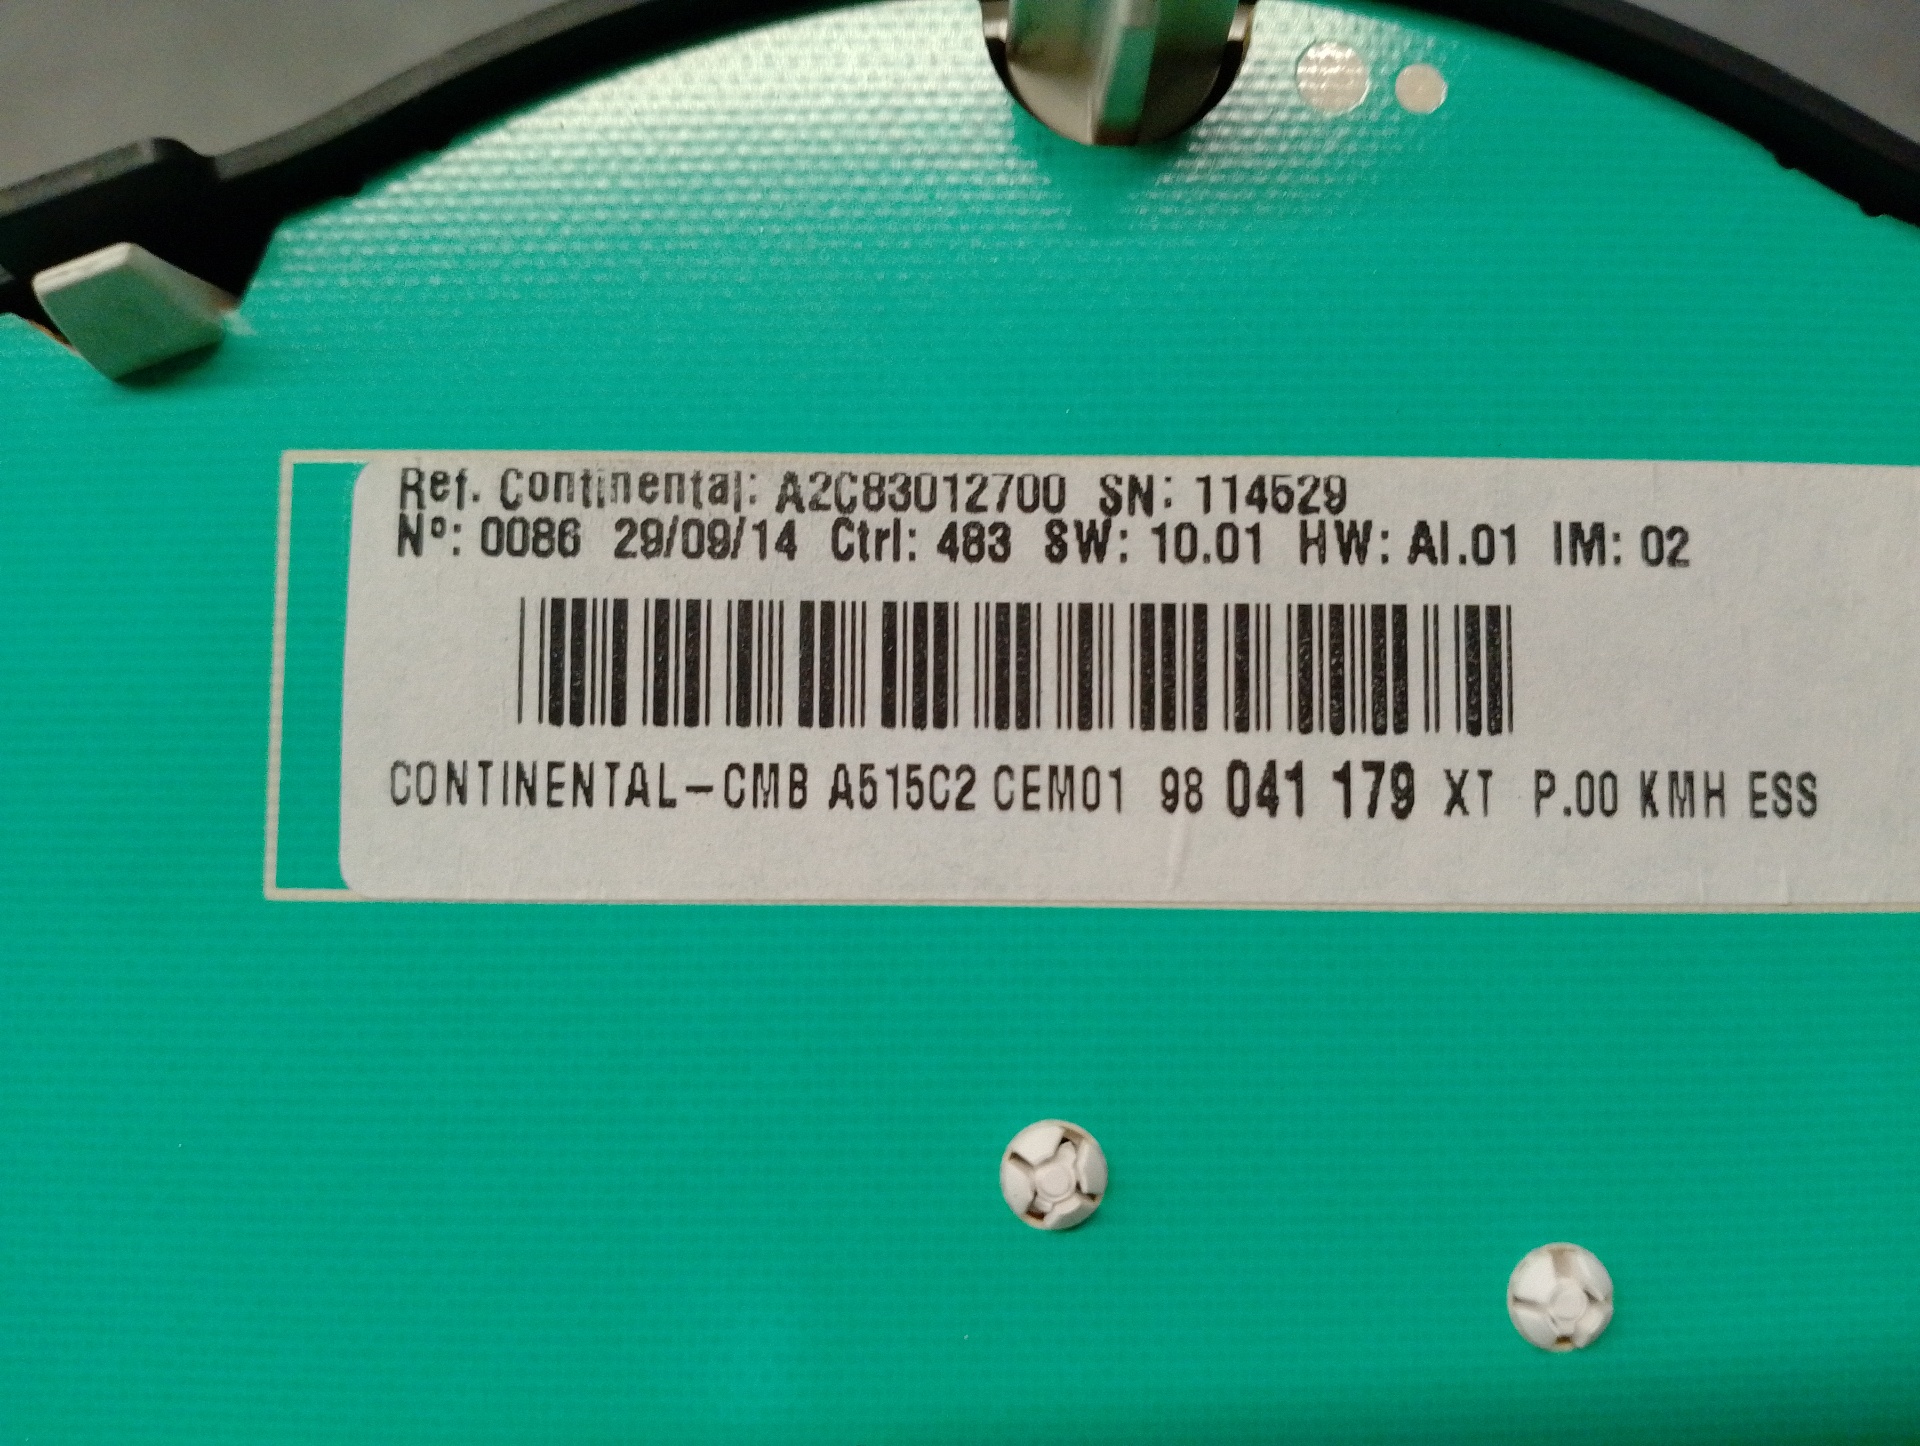 Ref. Continental: A2C83012700 SN: 114529
Nº: 0086 29/09/14 Ctrl: 483 SW: 10.01 HW: AI.01 IM: 02
CONTINENTAL-CMB A515C2 CEM01 98 041 179 XT P.00 KMH ESS